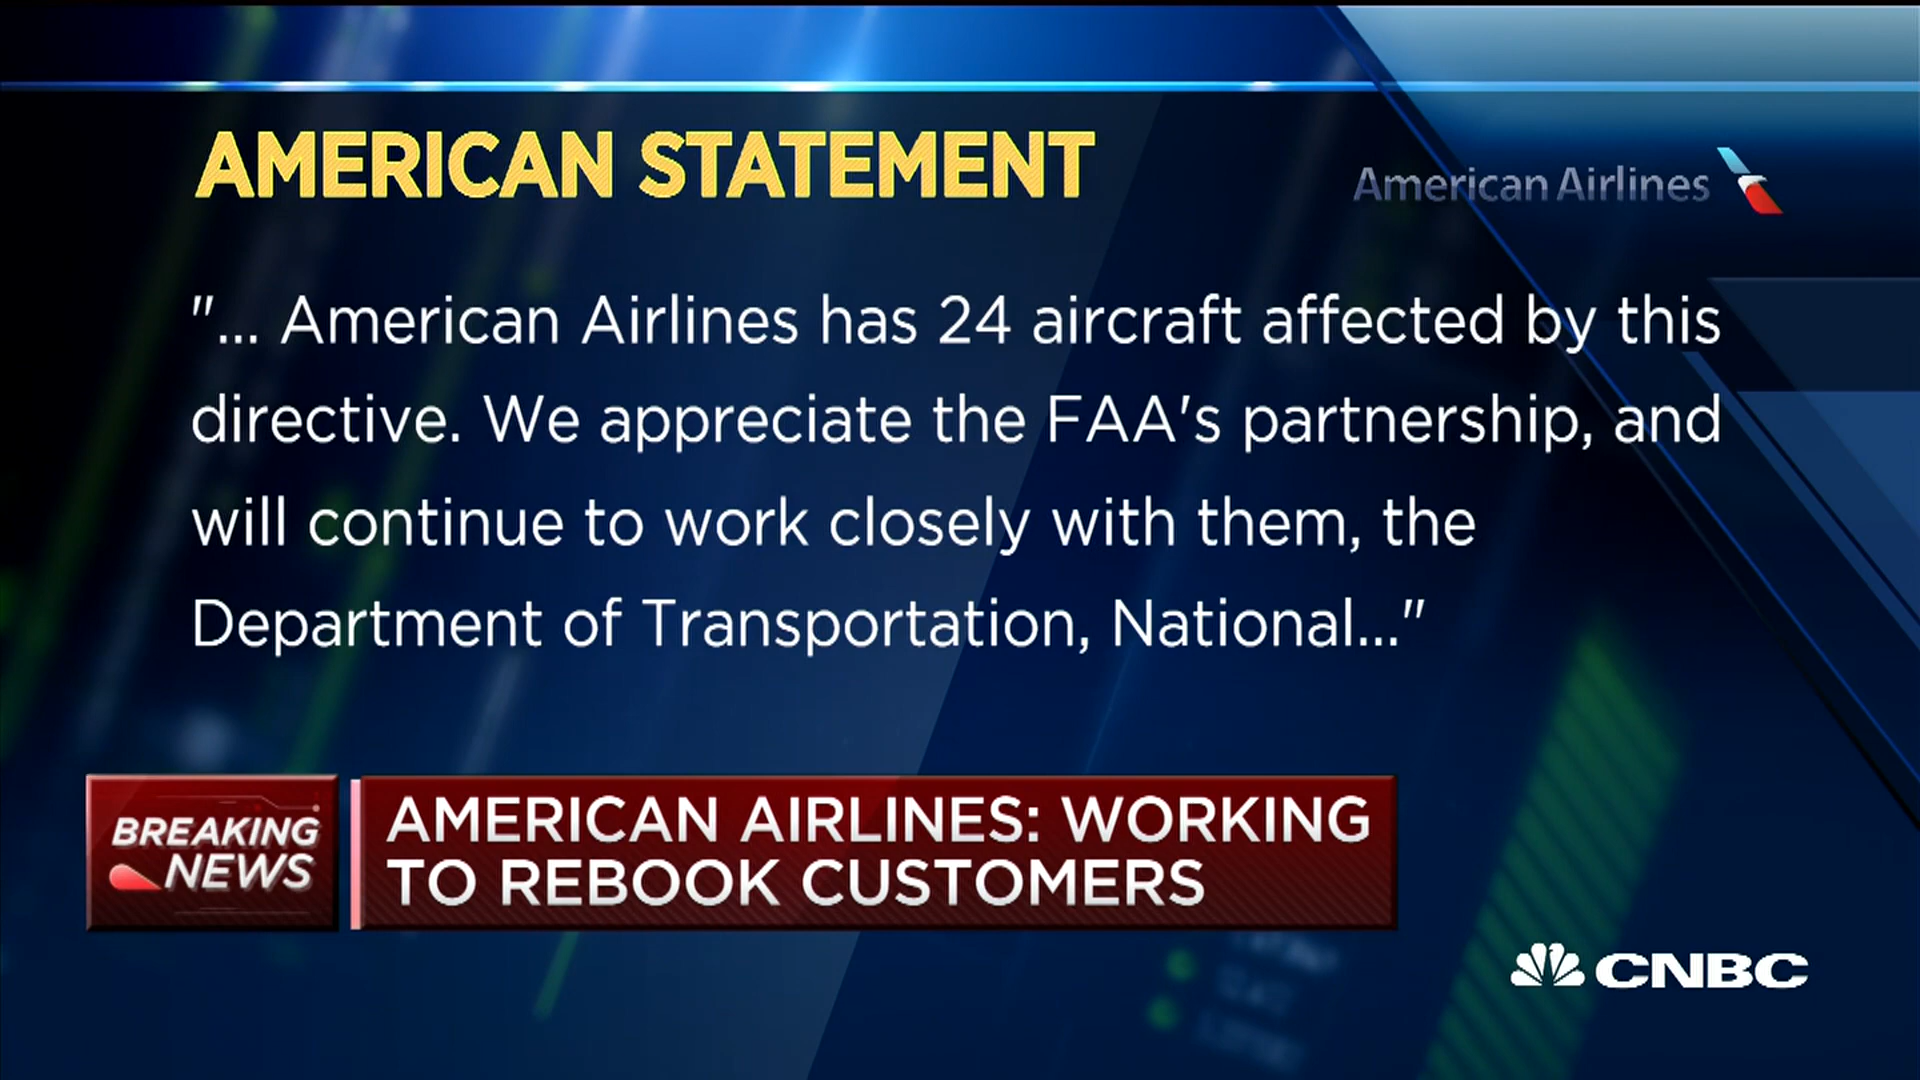 AMERICAN STATEMENT
American Airlines
"... American Airlines has 24 aircraft affected by this
directive. We appreciate the FAA's partnership, and
will continue to work closely with them, the
Department of Transportation, National..."
BREAKING
NEWS
AMERICAN AIRLINES: WORKING
TO REBOOK CUSTOMERS
CNBC